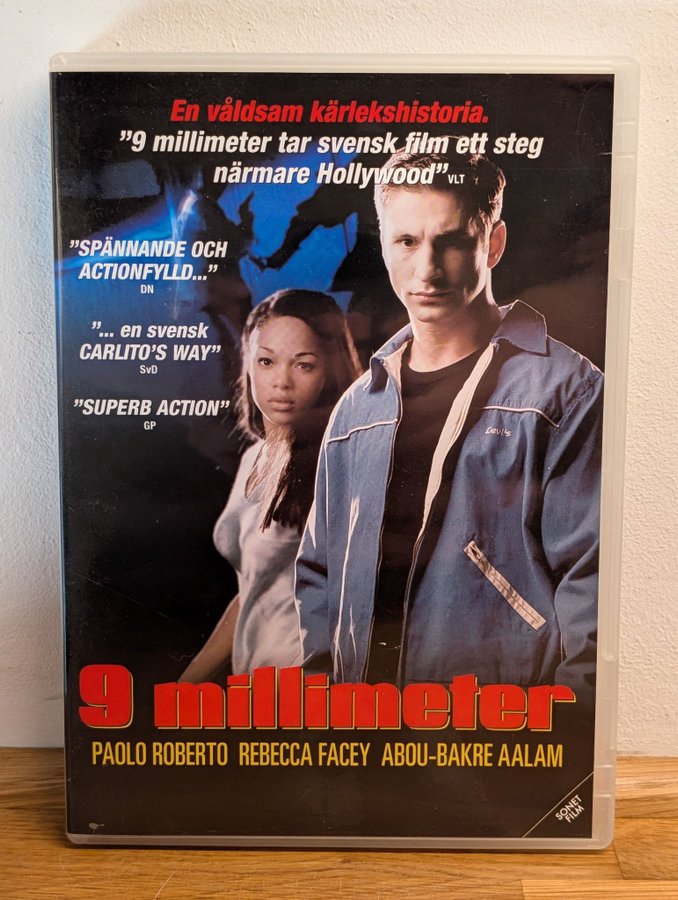 En våldsam kärlekshistoria.
"9 millimeter tar svensk film ett steg
närmare Hollywood" VLT
"SPÄNNANDE OCH
ACTIONFYLLD..."
DN
"... en svensk
CARLITO'S WAY"
SvD
"SUPERB ACTION"
GP
Levi's
9 millimeter
PAOLO ROBERTO REBECCA FACEY ABOU-BAKRE AALAM
SONET
FILM